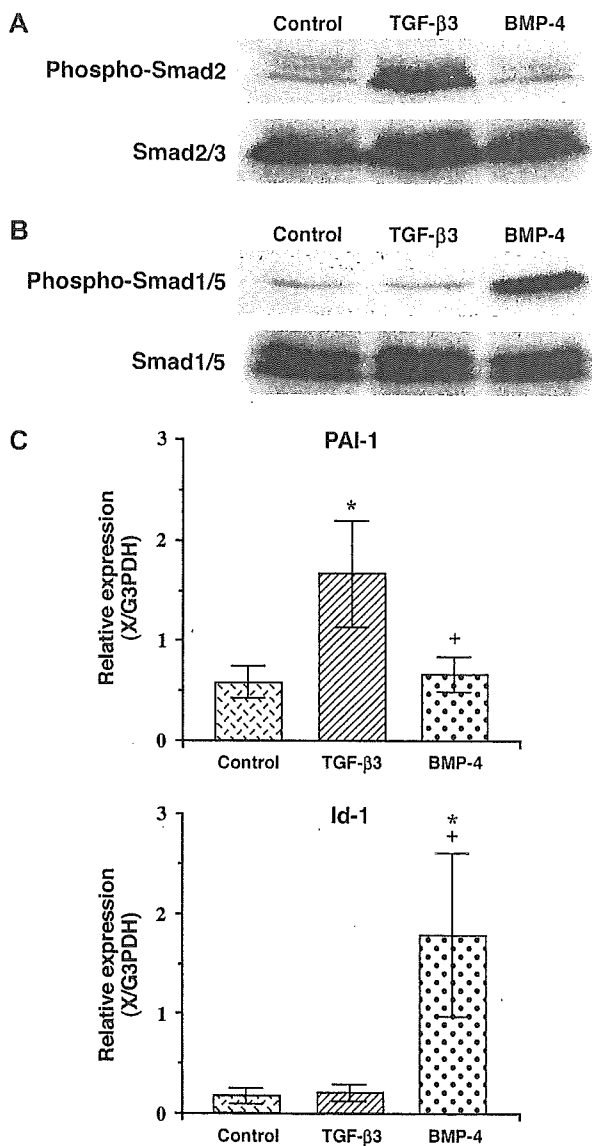 A
Control TGF-β3 BMP-4
Phospho-Smad2
Smad2/3
B
Control TGF-β3 BMP-4
Phospho-Smad1/5
Smad1/5
C
PAI-1
Relative expression
(X/G3PDH)
3
2
1
0
*
+
Control TGF-β3 BMP-4
Id-1
Relative expression
(X/G3PDH)
3
2
1
0
*
+
Control TGF-β3 BMP-4